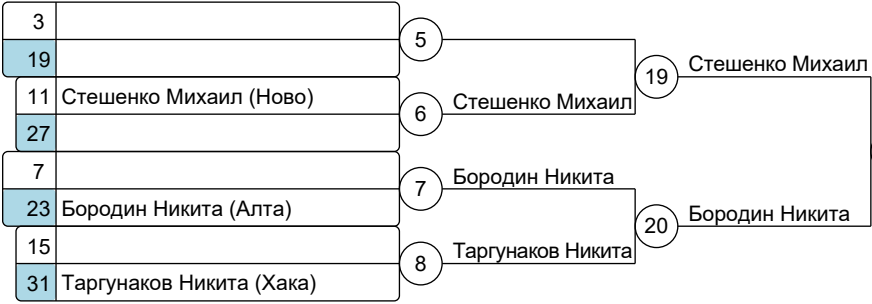 3
19
5
11 Стешенко Михаил (Ново)
27
6
Стешенко Михаил
19
Стешенко Михаил
7
23 Бородин Никита (Алта)
7
Бородин Никита
15
31 Таргунаков Никита (Хака)
8
Таргунаков Никита
20
Бородин Никита